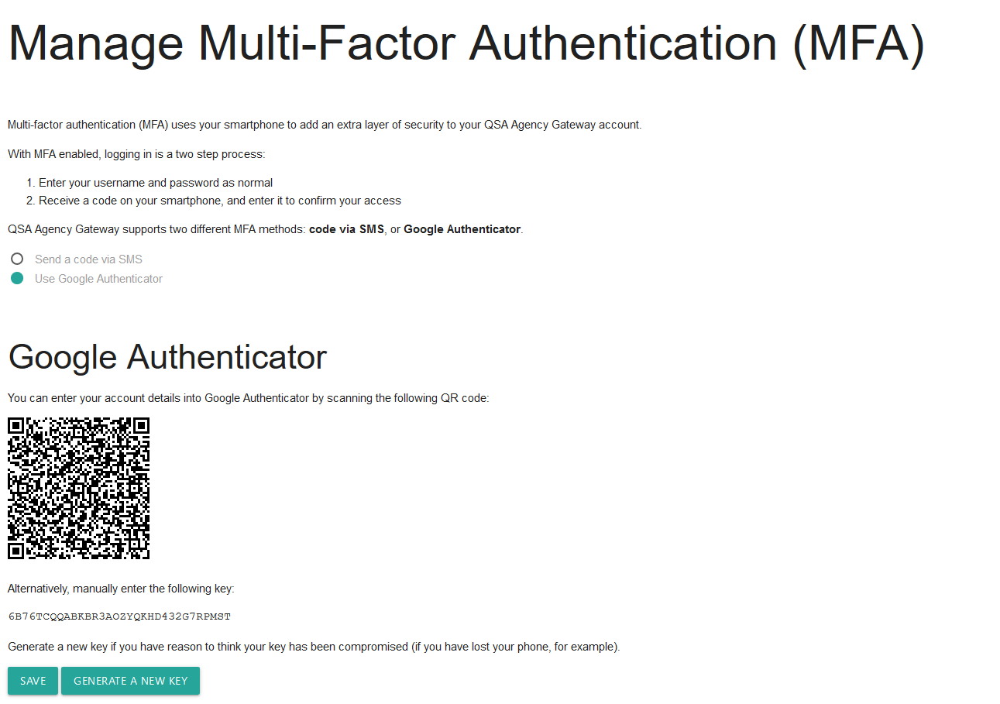 Manage Multi-Factor Authentication (MFA)
Multi-factor authentication (MFA) uses your smartphone to add an extra layer of security to your QSA Agency Gateway account.
With MFA enabled, logging in is a two step process:
1. Enter your username and password as normal
2. Receive a code on your smartphone, and enter it to confirm your access
QSA Agency Gateway supports two different MFA methods: code via SMS, or Google Authenticator.
Send a code via SMS
Use Google Authenticator
Google Authenticator
You can enter your account details into Google Authenticator by scanning the following QR code:
Alternatively, manually enter the following key:
6B76TCQQABKBR3AOZYQKHD432G7RPMST
Generate a new key if you have reason to think your key has been compromised (if you have lost your phone, for example).
SAVE GENERATE A NEW KEY